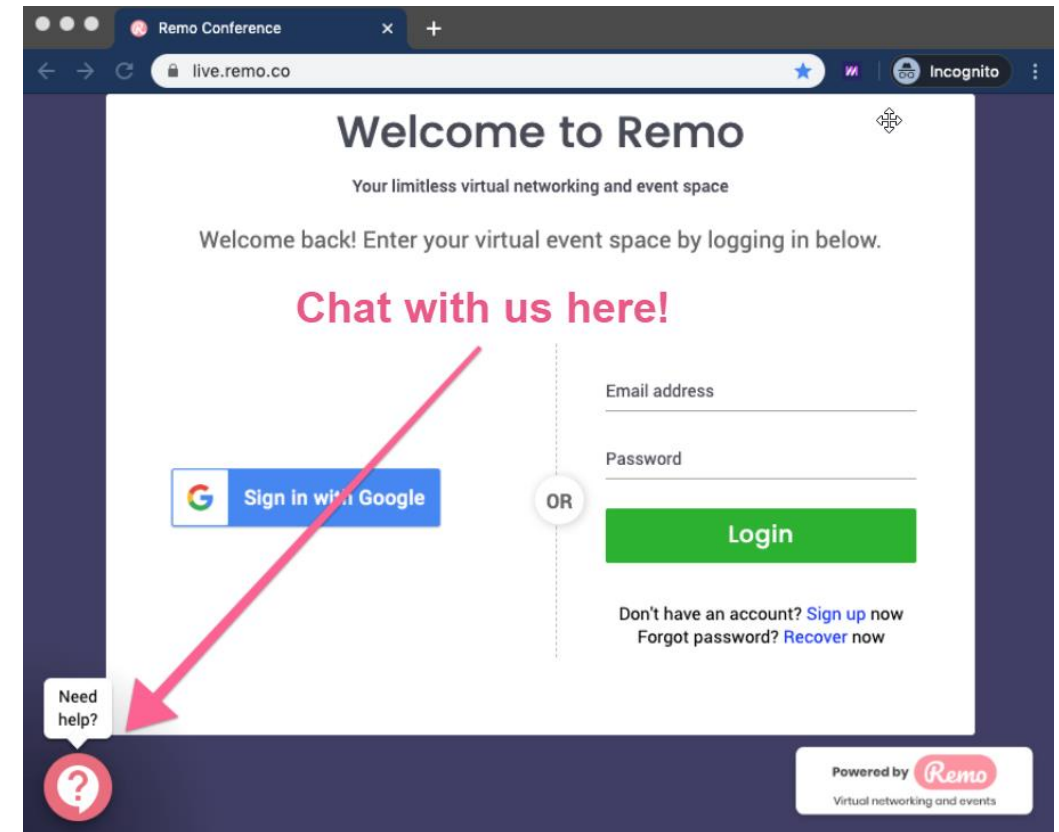 Remo Conference
live.remo.co
Incognito
Welcome to Remo
Your limitless virtual networking and event space
Welcome back! Enter your virtual event space by logging in below.
Chat with us here!
Email address
Password
G Sign in with Google
OR
Login
Don't have an account? Sign up now
Forgot password? Recover now
Need
help?
?
Powered by Remo
Virtual networking and events